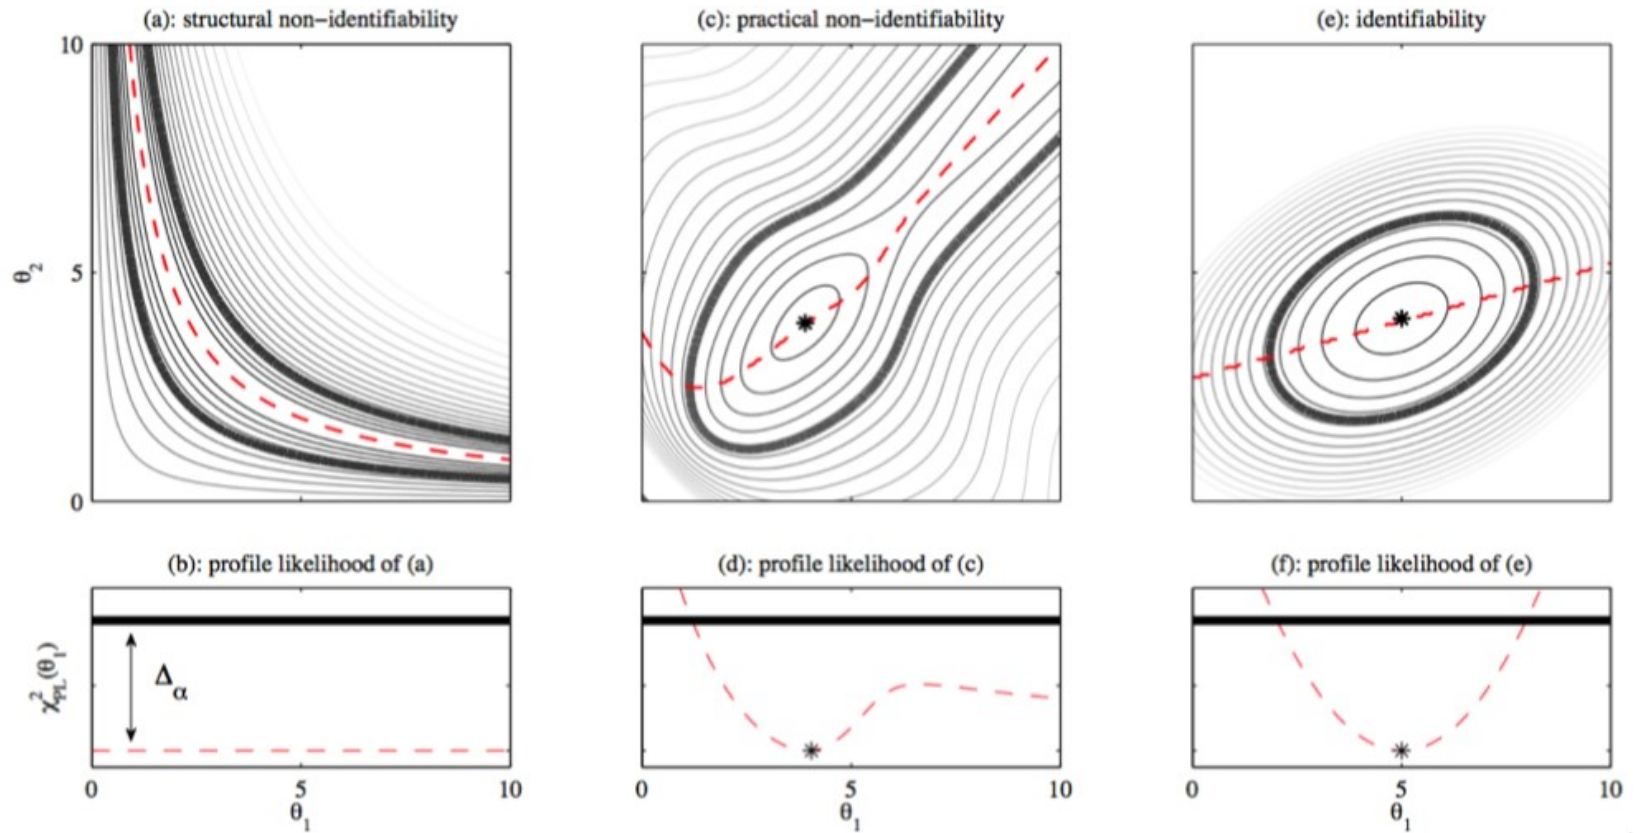 (a): structural non−identifiability
(c): practical non−identifiability
(e): identifiability
10
5
0
θ2
(b): profile likelihood of (a)
(d): profile likelihood of (c)
(f): profile likelihood of (e)
χ²PL(θ1)
Δα
0 5 10
0 5 10
0 5 10
θ1
θ1
θ1